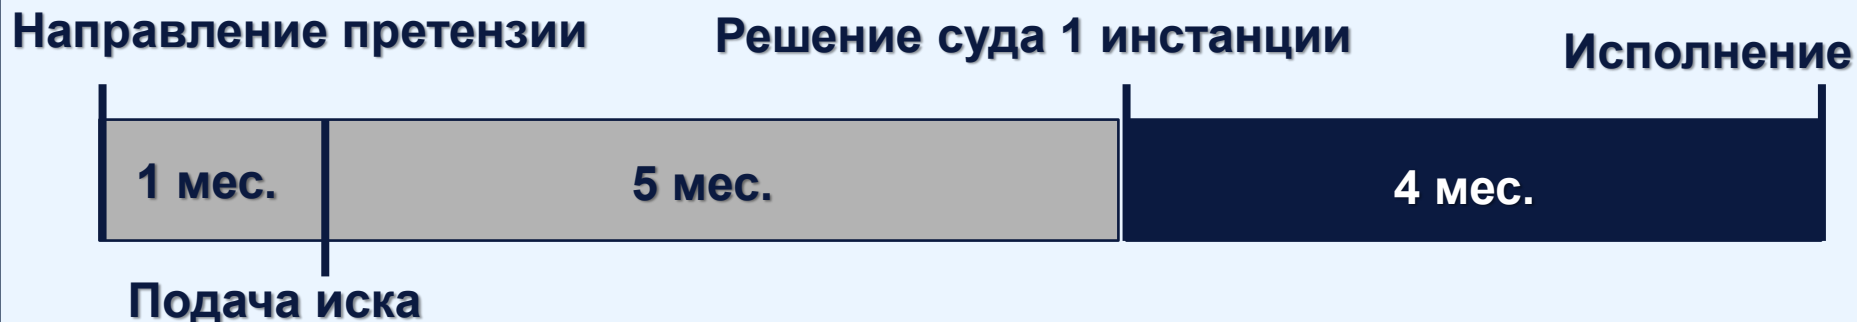 Направление претензии
Решение суда 1 инстанции
Исполнение
1 мес.
5 мес.
4 мес.
Подача иска